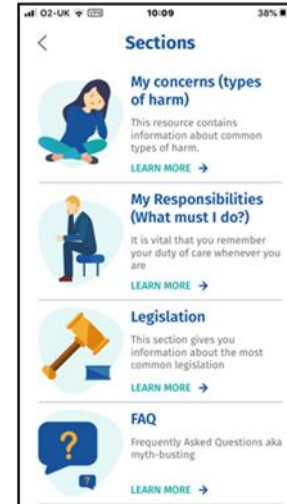 O2-UK VPN 10:09 38%
Sections
My concerns (types
of harm)
This resource contains
information about common
types of harm.
LEARN MORE →
My Responsibilities
(What must I do?)
It is vital that you remember
your duty of care whenever you
are
LEARN MORE →
Legislation
This section gives you
information about the most
common legislation
LEARN MORE →
FAQ
Frequently Asked Questions aka
myth-busting
LEARN MORE →